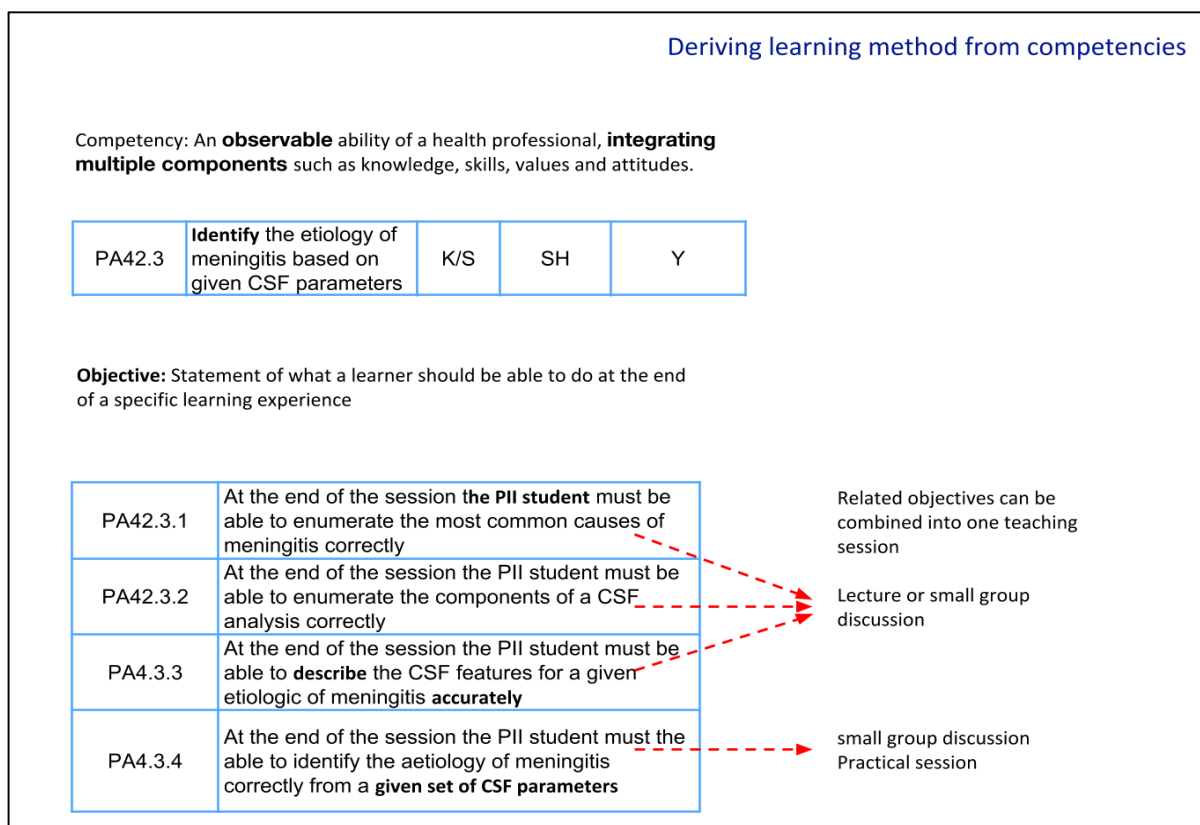 Deriving learning method from competencies
Competency: An observable ability of a health professional, integrating
multiple components such as knowledge, skills, values and attitudes.
PA42.3
Identify the etiology of
meningitis based on
given CSF parameters
K/S
SH
Y
Objective: Statement of what a learner should be able to do at the end
of a specific learning experience
PA42.3.1
At the end of the session the PII student must be
able to enumerate the most common causes of
meningitis correctly
PA42.3.2
At the end of the session the PII student must be
able to enumerate the components of a CSF
analysis correctly
PA4.3.3
At the end of the session the PII student must be
able to describe the CSF features for a given
etiologic of meningitis accurately
PA4.3.4
At the end of the session the PII student must the
able to identify the aetiology of meningitis
correctly from a given set of CSF parameters
Related objectives can be
combined into one teaching
session
Lecture or small group
discussion
small group discussion
Practical session